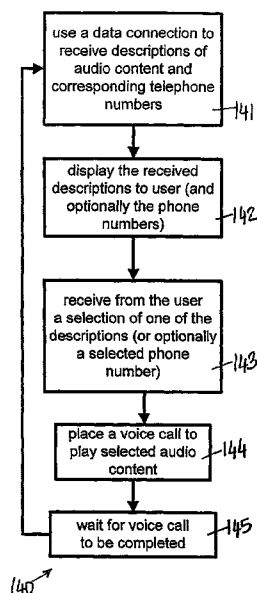 use a data connection to
receive descriptions of
audio content and
corresponding telephone
numbers
141
display the received
descriptions to user (and
optionally the phone
numbers)
142
receive from the user
a selection of one of the
descriptions (or optionally
a selected phone
number)
143
place a voice call to
play selected audio
content
144
wait for voice call
to be completed
145
140